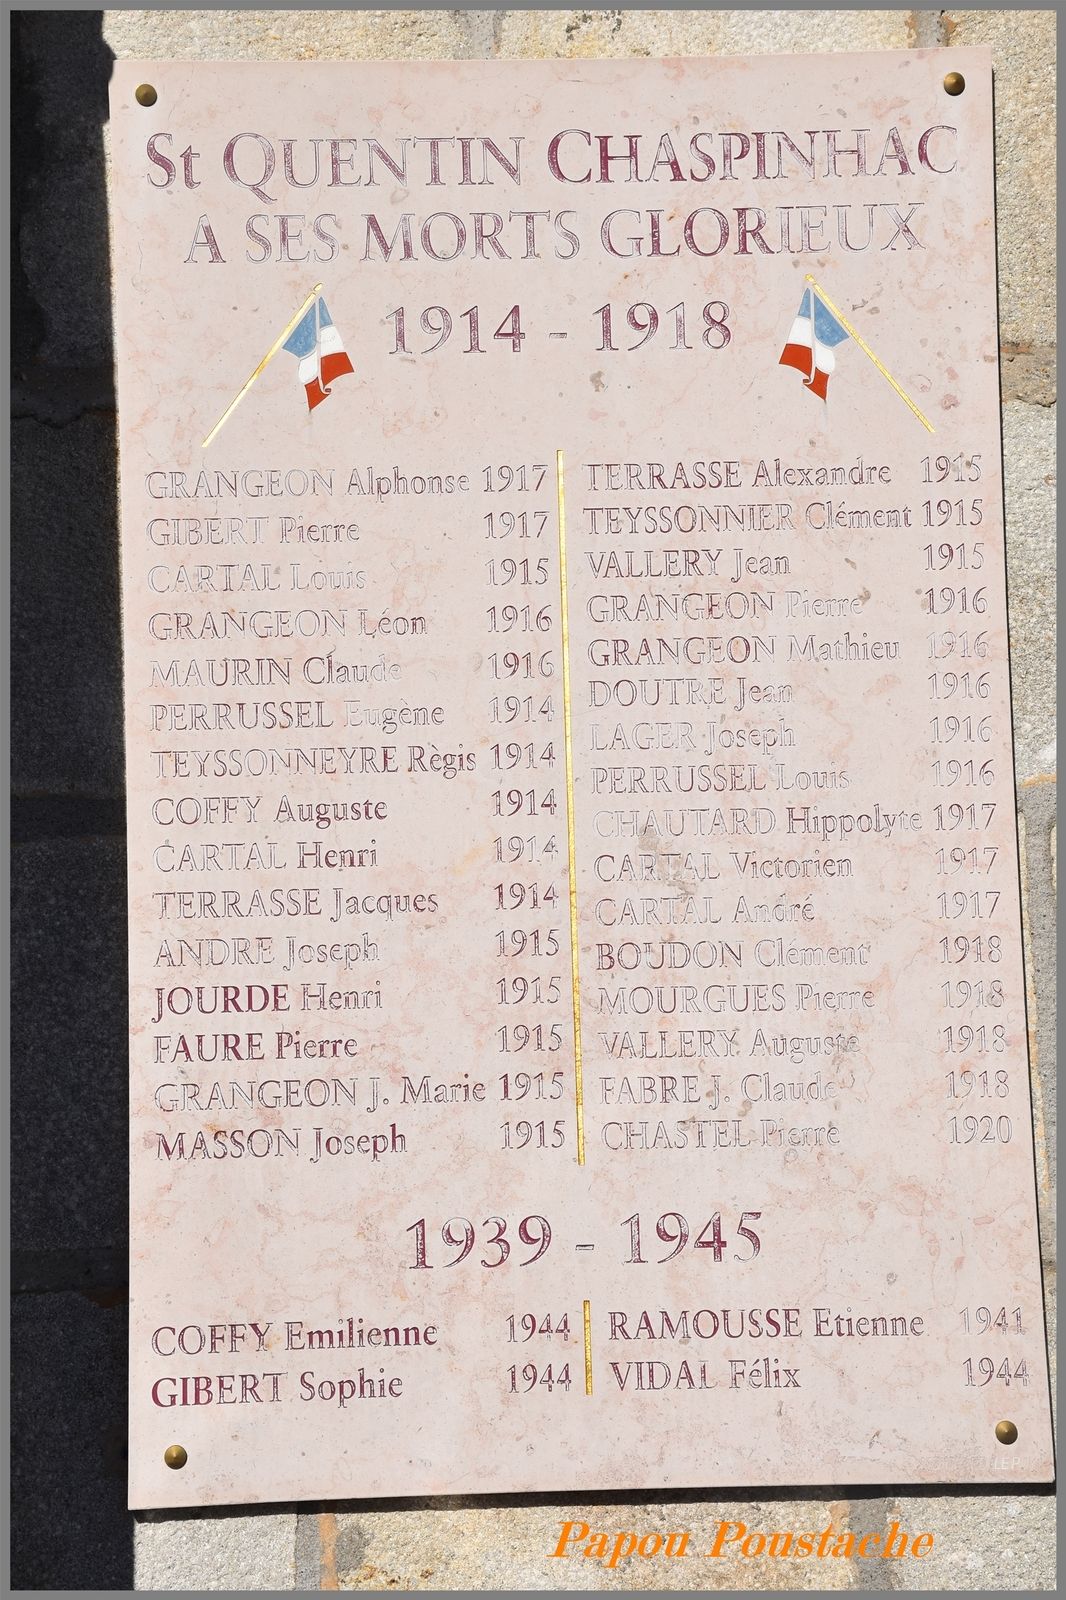 St QUENTIN CHASPINHAC
A SES MORTS GLORIEUX
1914 - 1918
GRANGEON Alphonse 1917
GIBERT Pierre 1917
CARTAL Louis 1915
GRANGEON Léon 1916
MAURIN Claude 1916
PERRUSSEL Eugène 1914
TEYSSONNEYRE Règis 1914
COFFY Auguste 1914
CARTAL Henri 1914
TERRASSE Jacques 1914
ANDRE Joseph 1915
JOURDE Henri 1915
FAURE Pierre 1915
GRANGEON J. Marie 1915
MASSON Joseph 1915
TERRASSE Alexandre 1915
TEYSSONNIER Clément 1915
VALLERY Jean 1915
GRANGEON Pierre 1916
GRANGEON Mathieu 1916
DOUTRE Jean 1916
LAGER Joseph 1916
PERRUSSEL Louis 1916
CHAUTARD Hippolyte 1917
CARTAL Victorien 1917
CARTAL André 1917
BOUDON Clément 1918
MOURGUES Pierre 1918
VALLERY Auguste 1918
FABRE J. Claude 1918
CHASTEL Pierre 1920
1939 - 1945
COFFY Emilienne 1944
GIBERT Sophie 1944
RAMOUSSE Etienne 1941
VIDAL Félix 1944
Papou Poustache